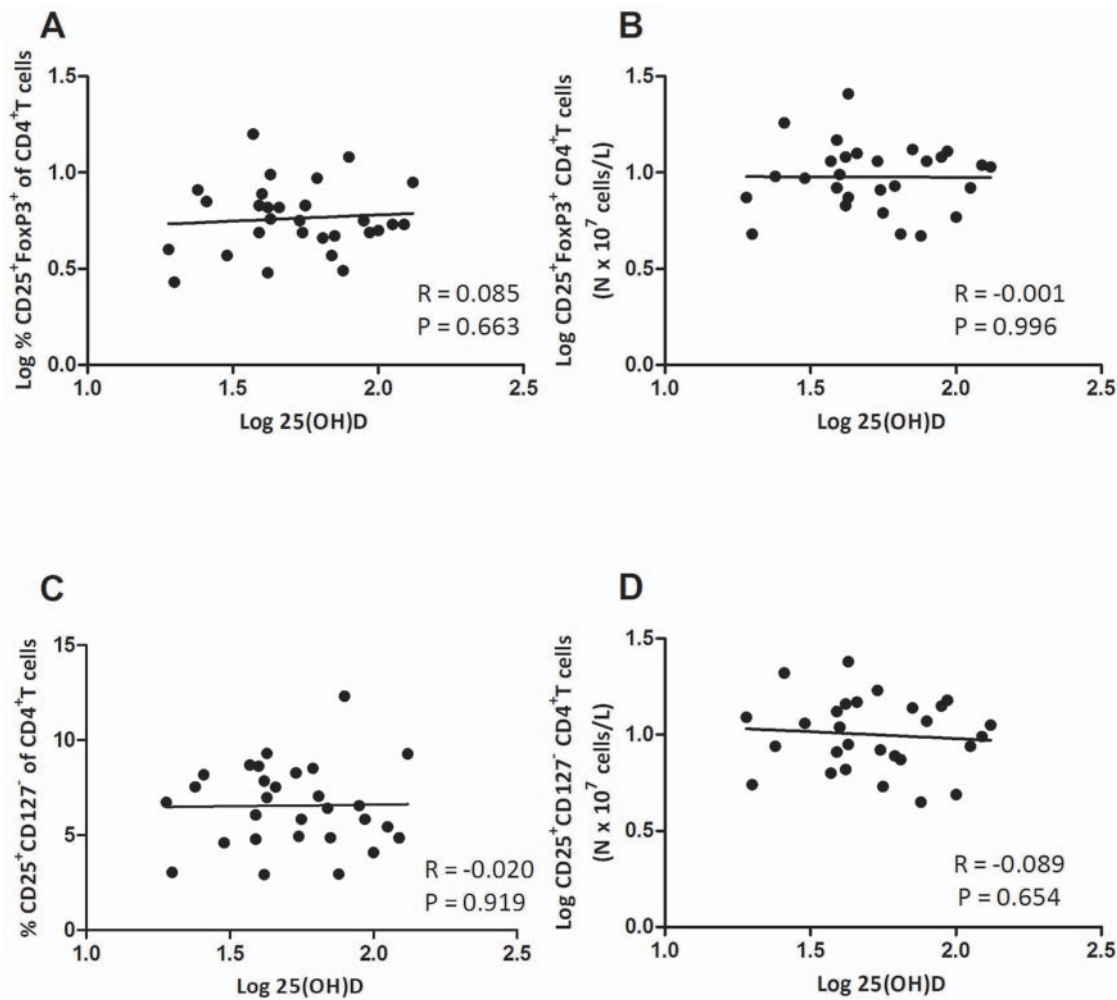 A
Log % CD25⁺FoxP3⁺ of CD4⁺T cells
1.5
1.0
0.5
0.0
1.0 1.5 2.0 2.5
Log 25(OH)D
R = 0.085
P = 0.663
B
Log CD25⁺FoxP3⁺ CD4⁺T cells
(N x 10⁷ cells/L)
1.5
1.0
0.5
0.0
1.0 1.5 2.0 2.5
Log 25(OH)D
R = -0.001
P = 0.996
C
% CD25⁺CD127⁻ of CD4⁺T cells
15
10
5
0
1.0 1.5 2.0 2.5
Log 25(OH)D
R = -0.020
P = 0.919
D
Log CD25⁺CD127⁻ CD4⁺T cells
(N x 10⁷ cells/L)
1.5
1.0
0.5
0.0
1.0 1.5 2.0 2.5
Log 25(OH)D
R = -0.089
P = 0.654